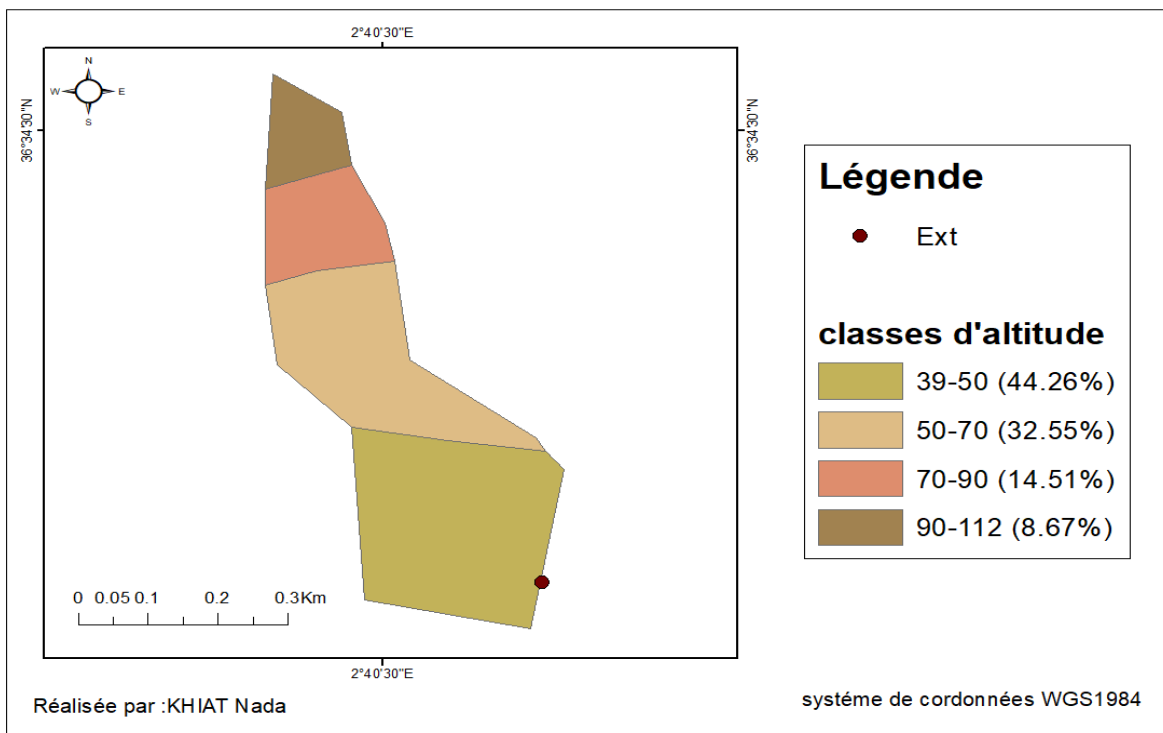 2°40'30"E
N
W E
S
36°34'30"N
36°34'30"N
Légende
Ext
classes d'altitude
39-50 (44.26%)
50-70 (32.55%)
70-90 (14.51%)
90-112 (8.67%)
0 0.05 0.1 0.2 0.3Km
2°40'30"E
Réalisée par :KHIAT Nada
systéme de cordonnées WGS1984